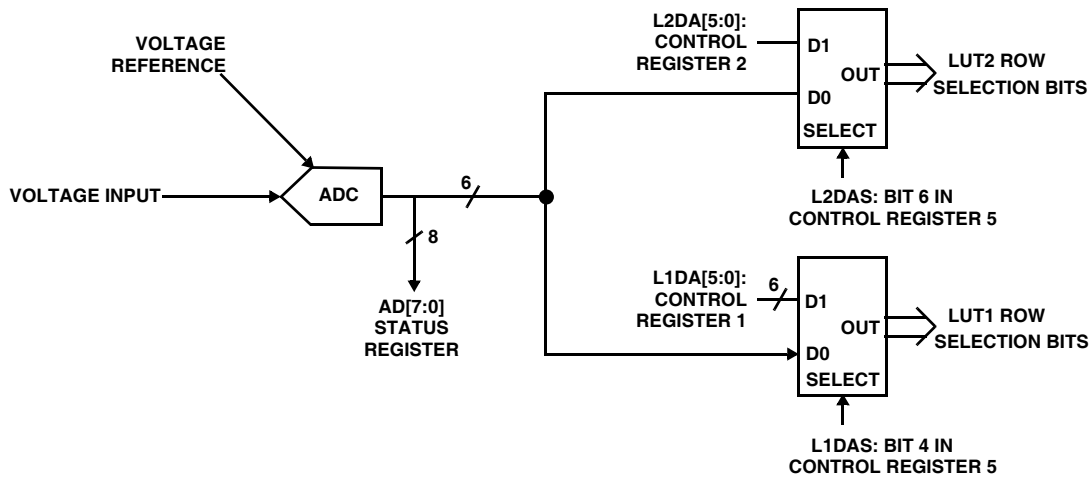 VOLTAGE
REFERENCE
VOLTAGE INPUT
ADC
6
8
AD[7:0]
STATUS
REGISTER
L2DA[5:0]:
CONTROL
REGISTER 2
D1
OUT
D0
SELECT
LUT2 ROW
SELECTION BITS
L2DAS: BIT 6 IN
CONTROL REGISTER 5
L1DA[5:0]:
CONTROL
REGISTER 1
6
D1
OUT
D0
SELECT
LUT1 ROW
SELECTION BITS
L1DAS: BIT 4 IN
CONTROL REGISTER 5